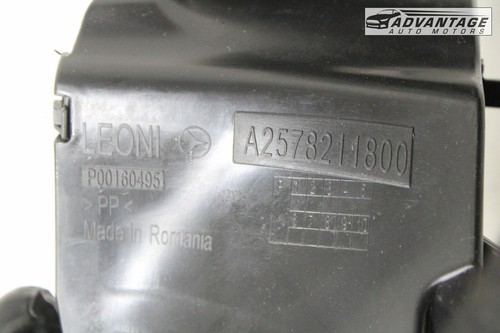 ADVANTAGE
AUTO MOTORS
LEONI
A2578211800
P00160495
>PP<
Made in Romania